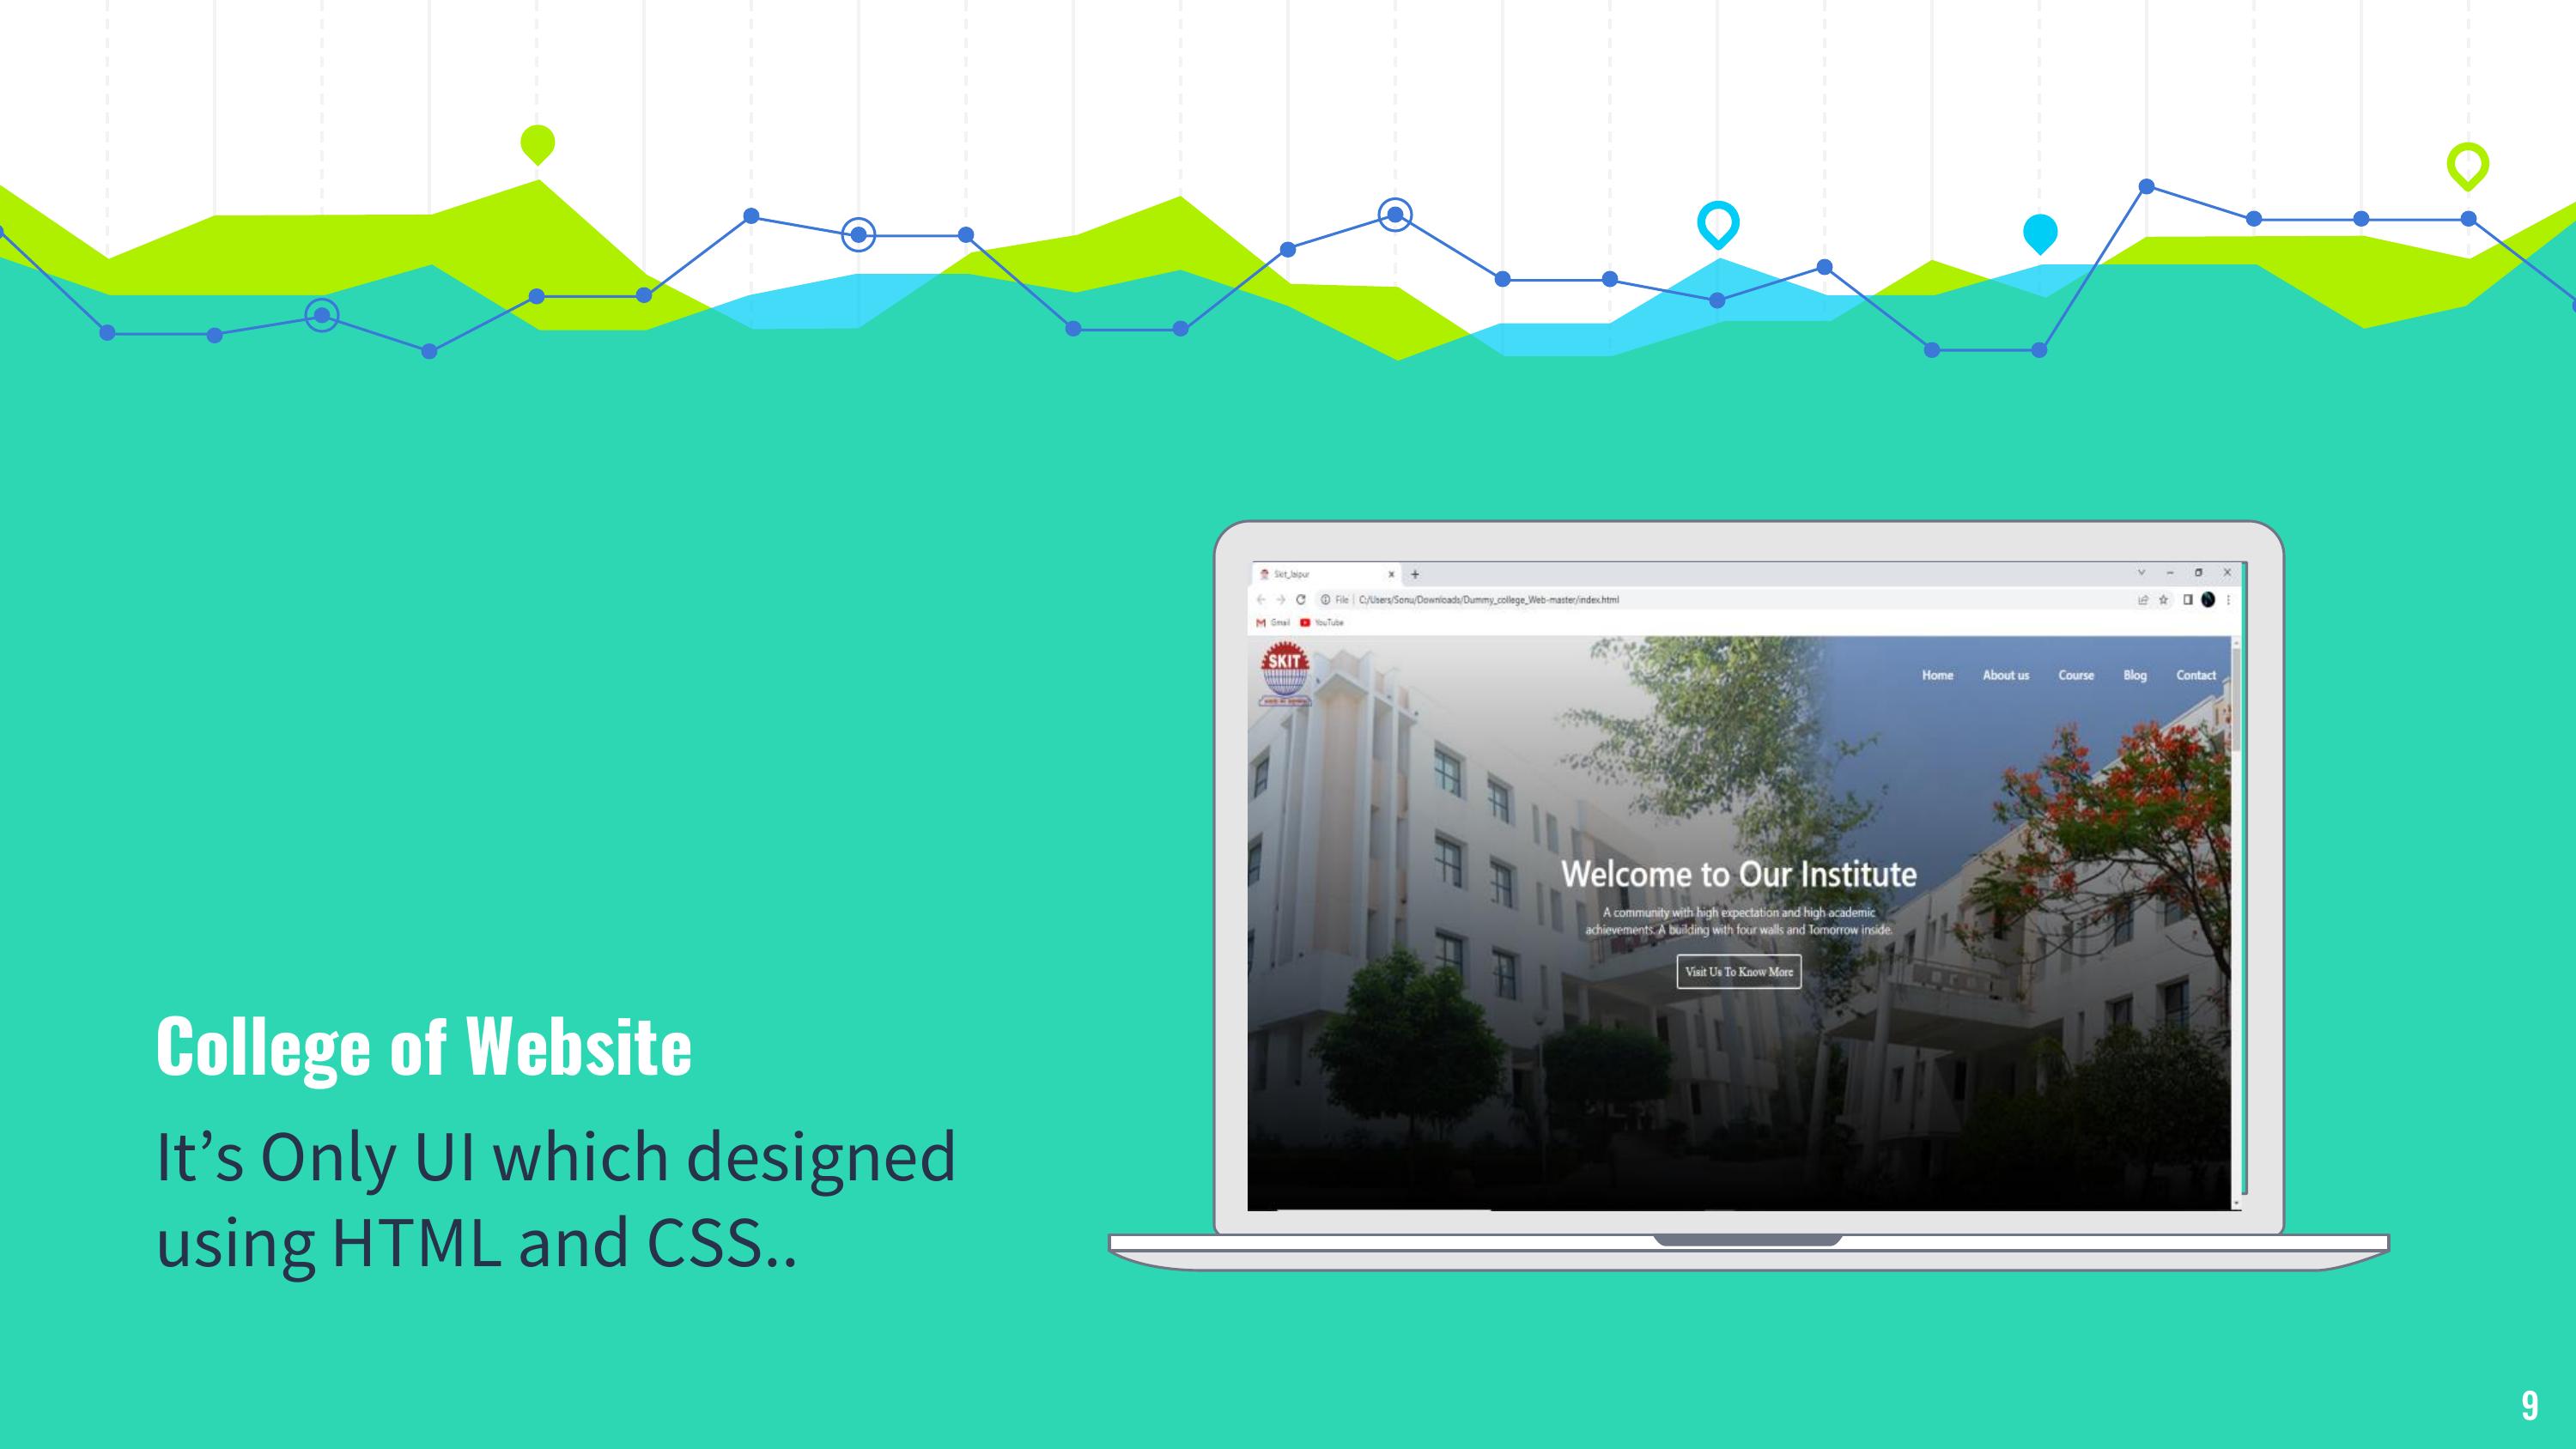 Skit_Jaipur
File | C:/Users/Sonu/Downloads/Dummy_college_Web-master/index.html
Gmail YouTube
SKIT
Home About us Course Blog Contact
Welcome to Our Institute
A community with high expectation and high academic
achievements. A building with four walls and Tomorrow inside.
Visit Us To Know More
College of Website
It’s Only UI which designed
using HTML and CSS..
9